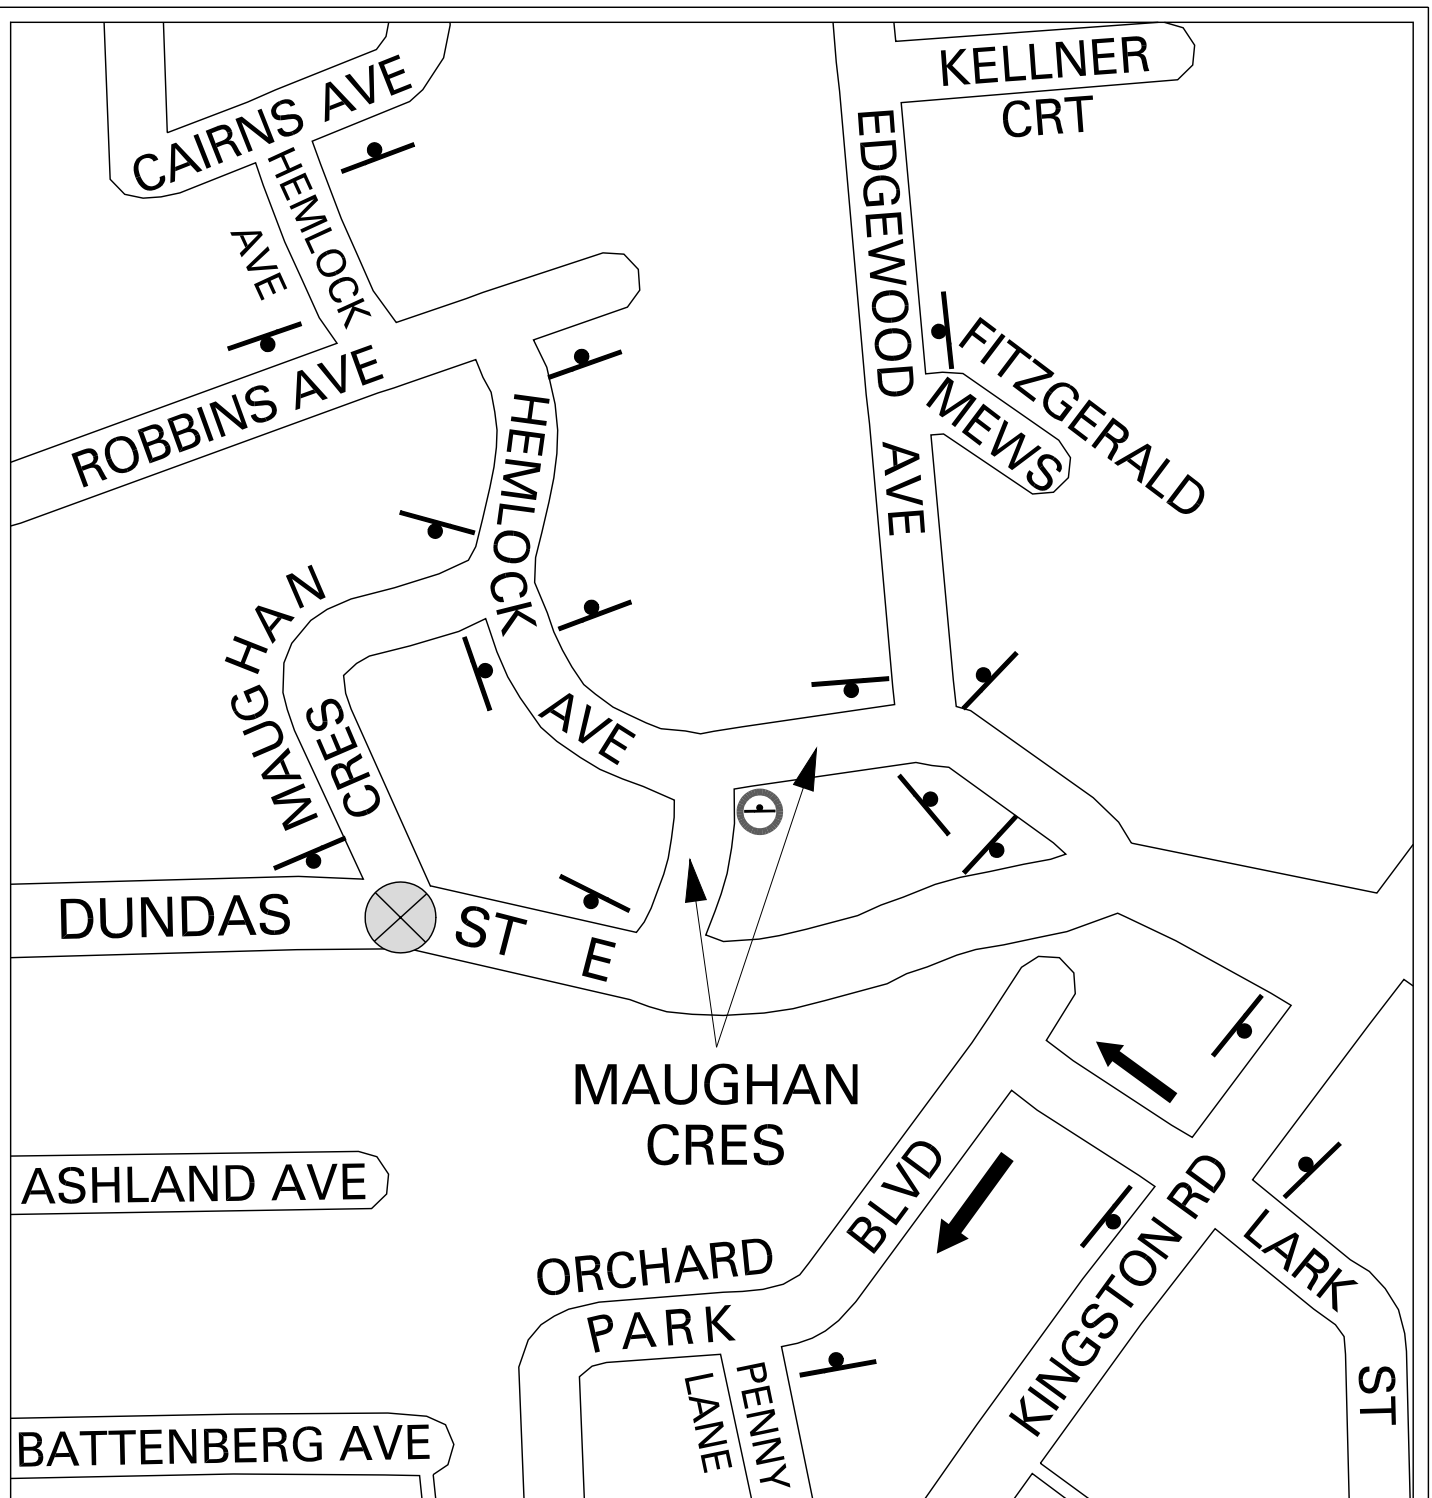 KELLNER
CRT
CAIRNS AVE
HEMLOCK
AVE
EDGEWOOD AVE
FITZGERALD
MEWS
ROBBINS AVE
HEMLOCK AVE
MAUGHAN
CRES
DUNDAS ST E
MAUGHAN
CRES
ASHLAND AVE
ORCHARD
PARK BLVD
KINGSTON RD
LARK ST
PENNY
LANE
BATTENBERG AVE